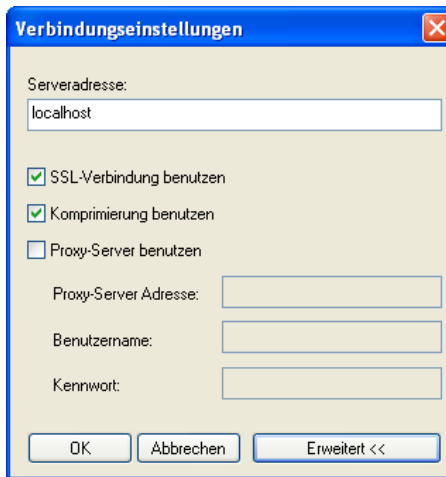 Verbindungseinstellungen
Serveradresse:
localhost
SSL-Verbindung benutzen
Komprimierung benutzen
Proxy-Server benutzen
Proxy-Server Adresse:
Benutzername:
Kennwort:
OK Abbrechen Erweitert <<